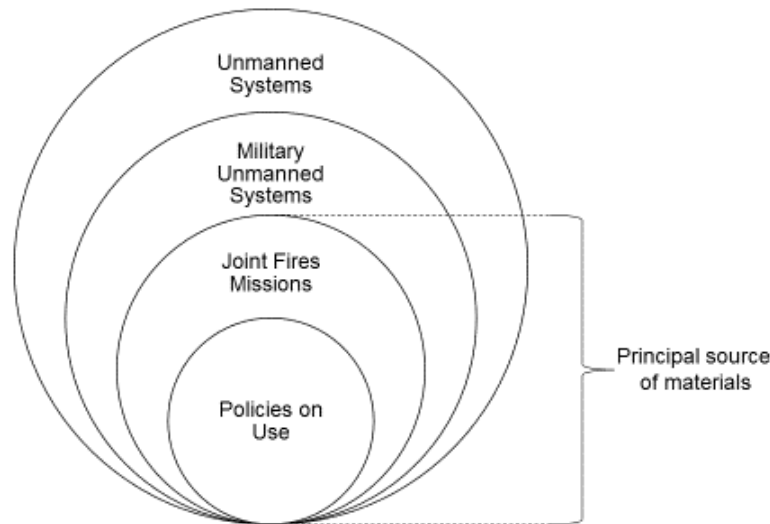 Unmanned
Systems
Military
Unmanned
Systems
Joint Fires
Missions
Policies on
Use
Principal source
of materials